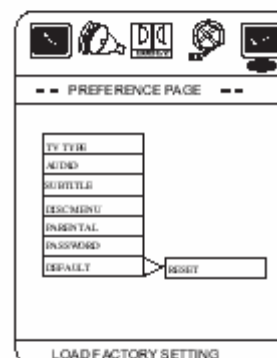 -- PREFERENCE PAGE --
TV TYPE
AUDIO
SUBTITLE
DISC MENU
PARENTAL
PASSWORD
DEFAULT
RESET
LOAD FACTORY SETTING